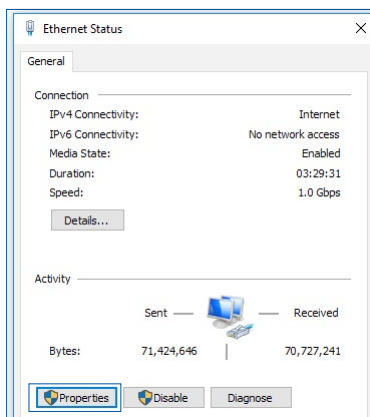 Ethernet Status
General
Connection
IPv4 Connectivity: Internet
IPv6 Connectivity: No network access
Media State: Enabled
Duration: 03:29:31
Speed: 1.0 Gbps
Details...
Activity
Sent — Received
Bytes: 71,424,646 70,727,241
Properties Disable Diagnose